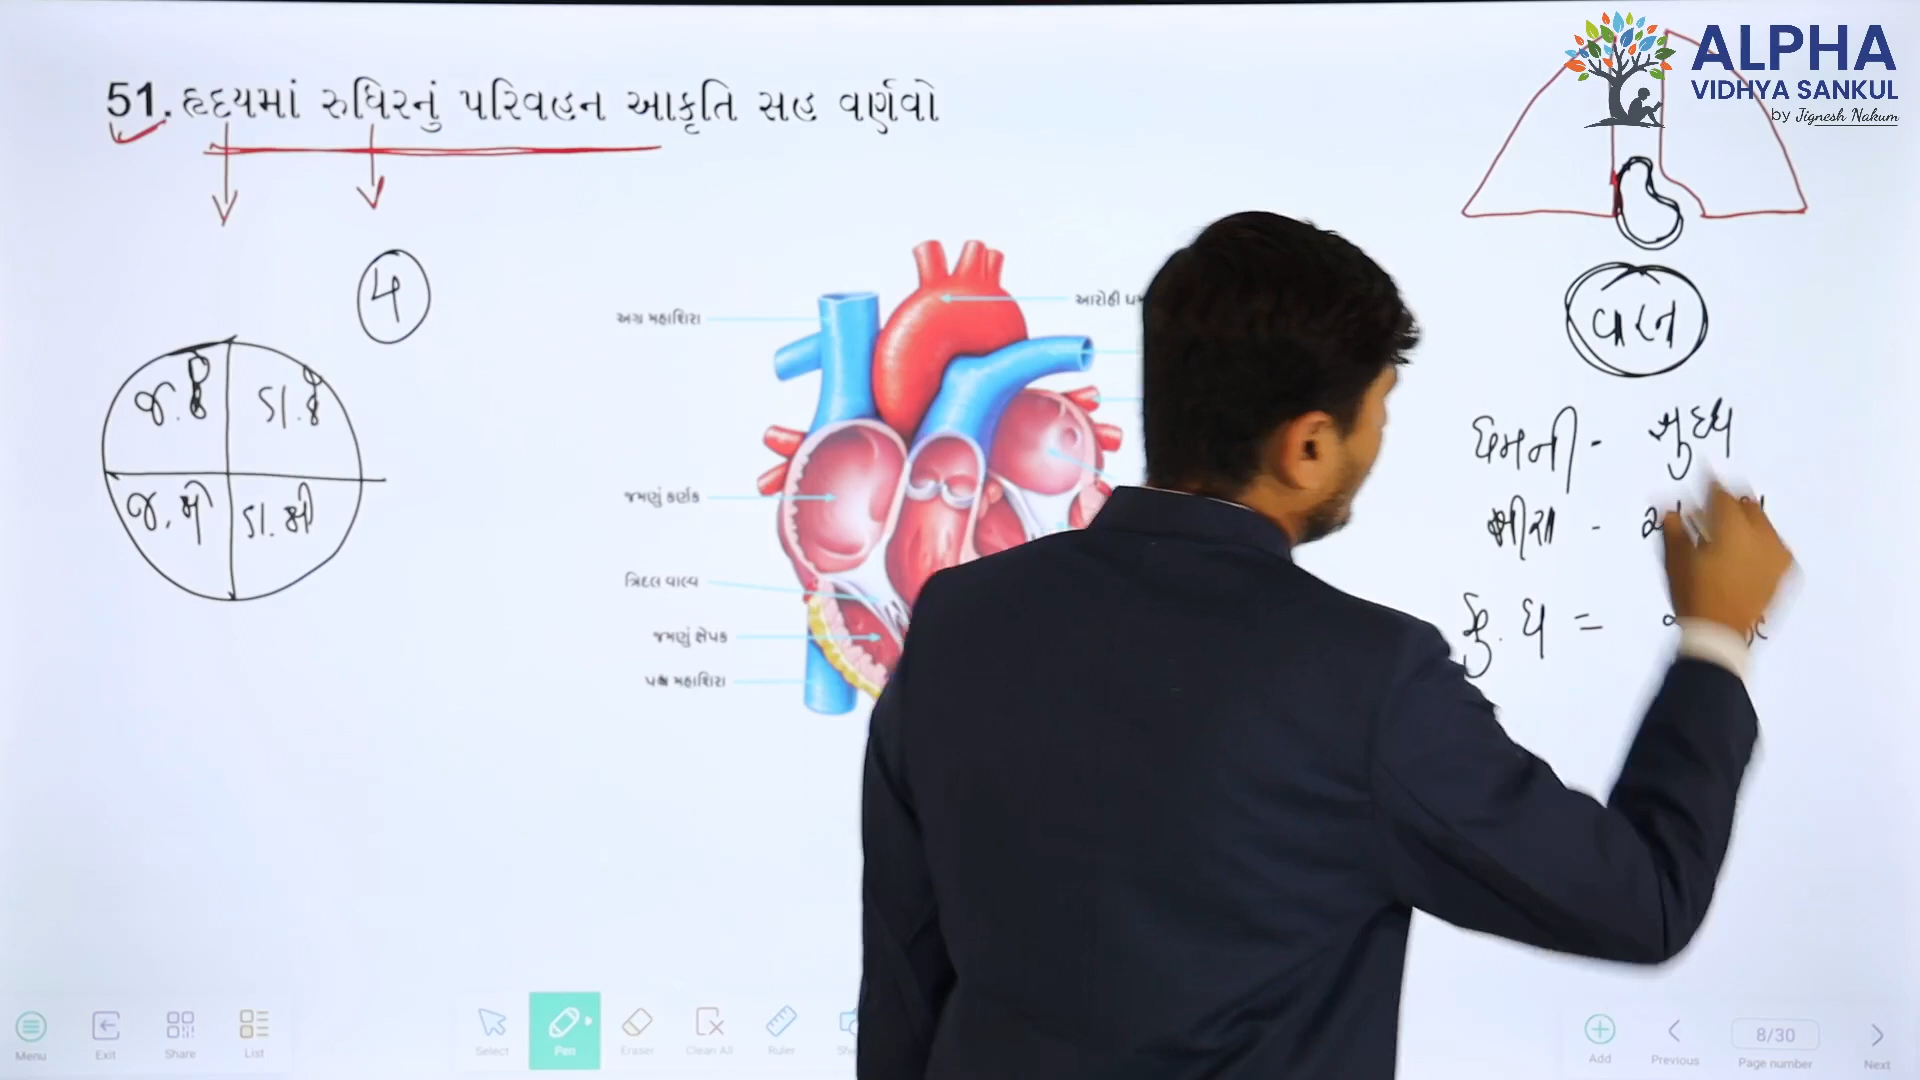 ALPHA
VIDHYA SANKUL
by Jignesh Nakum
51. હૃદયમાં રુધિરનું પરિવહન આકૃતિ સહ વર્ણવો
૫
જ. ક
ડા. ક
જ. ક્ષે
ડા. ક્ષે
અગ્ર મહાશિરા
જમણું કર્ણક
ત્રિદલ વાલ્વ
જમણું ક્ષેપક
પશ્ચ મહાશિરા
આરોહી
વાલ્વ
ધમની - શુદ્ધ
શીરા -
ફુ. ધ =
Menu
Exit
Share
List
Select
Pen
Eraser
Clean All
Ruler
Add
Previous
8/30
Page number
Next